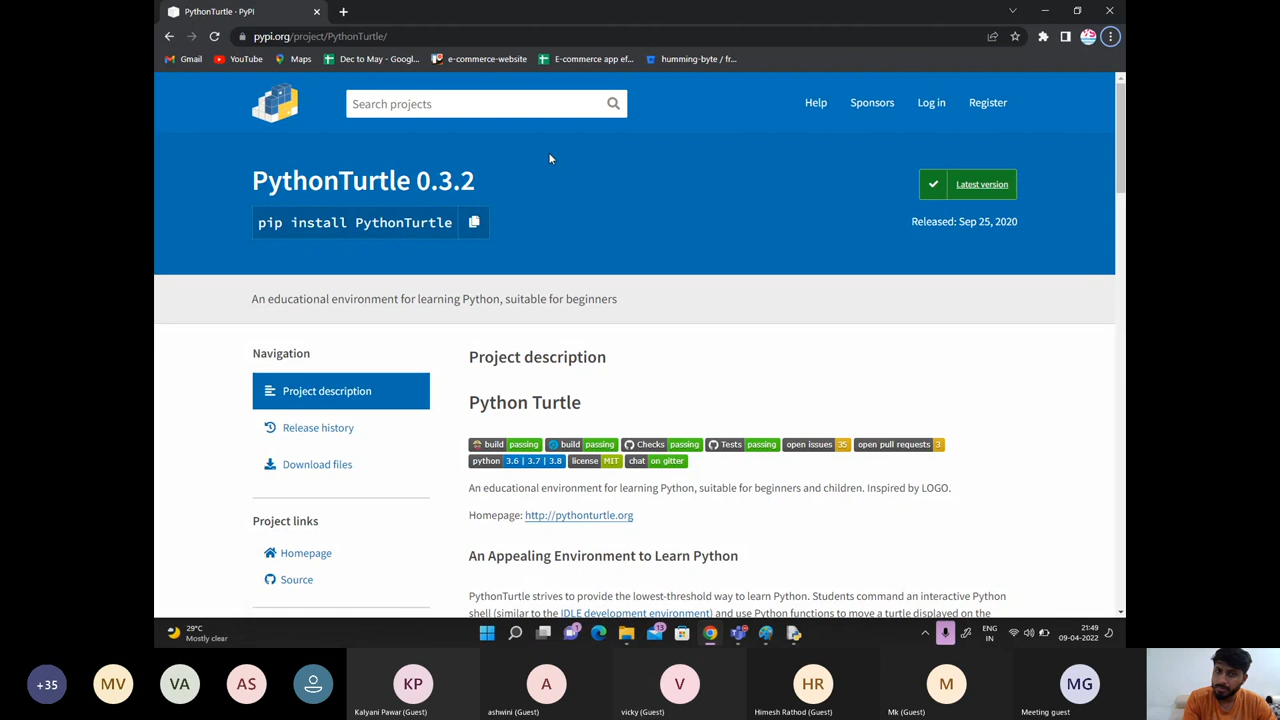 PythonTurtle · PyPI
pypi.org/project/PythonTurtle/
Gmail YouTube Maps Dec to May - Googl... e-commerce-website E-commerce app ef... humming-byte / fr...
Search projects
Help Sponsors Log in Register
PythonTurtle 0.3.2
Latest version
pip install PythonTurtle
Released: Sep 25, 2020
An educational environment for learning Python, suitable for beginners
Navigation
Project description
Release history
Download files
Project links
Homepage
Source
Project description
Python Turtle
build passing build passing Checks passing Tests passing open issues 35 open pull requests 3
python 3.6 | 3.7 | 3.8 license MIT chat on gitter
An educational environment for learning Python, suitable for beginners and children. Inspired by LOGO.
Homepage: http://pythonturtle.org
An Appealing Environment to Learn Python
PythonTurtle strives to provide the lowest-threshold way to learn Python. Students command an interactive Python
shell (similar to the IDLE development environment) and use Python functions to move a turtle displayed on the
29°C
Mostly clear
1
13
ENG
IN
21:49
09-04-2022
+35 MV VA AS KP A V HR M MG
Kalyani Pawar (Guest) ashwini (Guest) vicky (Guest) Himesh Rathod (Guest) Mk (Guest) Meeting guest